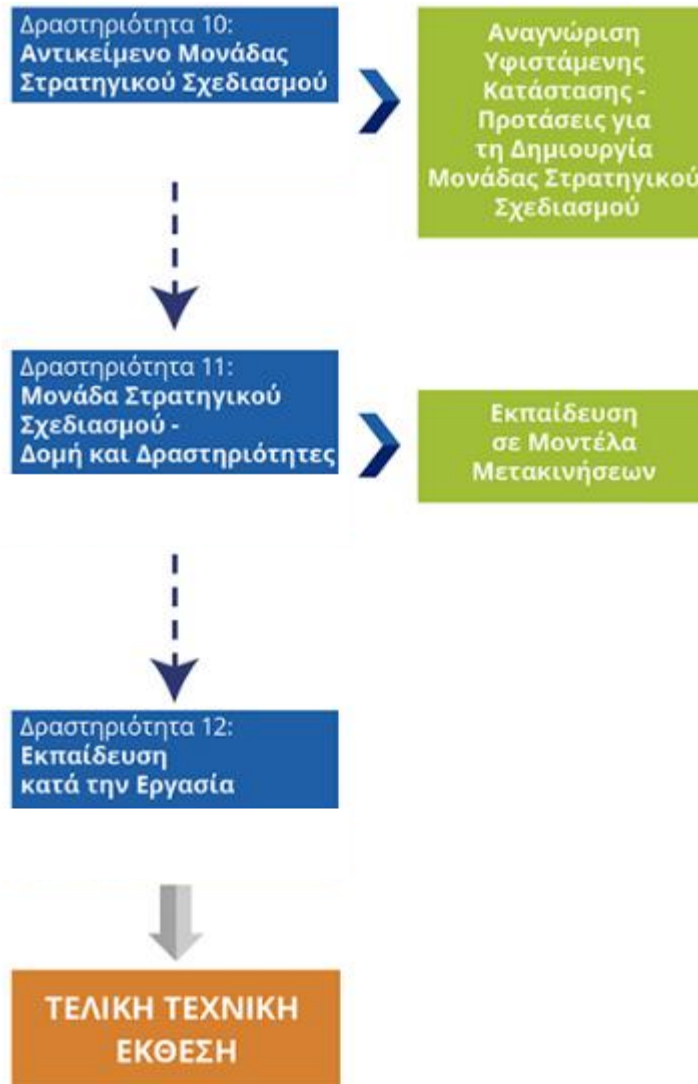 Δραστηριότητα 10:
Αντικείμενο Μονάδας
Στρατηγικού Σχεδιασμού
Αναγνώριση
Υφιστάμενης
Κατάστασης -
Προτάσεις για
τη Δημιουργία
Μονάδας Στρατηγικού
Σχεδιασμού
Δραστηριότητα 11:
Μονάδα Στρατηγικού
Σχεδιασμού -
Δομή και Δραστηριότητες
Εκπαίδευση
σε Μοντέλα
Μετακινήσεων
Δραστηριότητα 12:
Εκπαίδευση
κατά την Εργασία
ΤΕΛΙΚΗ ΤΕΧΝΙΚΗ
ΕΚΘΕΣΗ